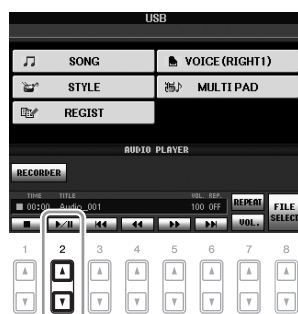 USB
SONG
VOICE (RIGHT1)
STYLE
MULTI PAD
REGIST
AUDIO PLAYER
RECORDER
TIME TITLE VOL. REP.
00:00 Audio_001 100 OFF
REPEAT
FILE SELECT
VOL.
1 2 3 4 5 6 7 8